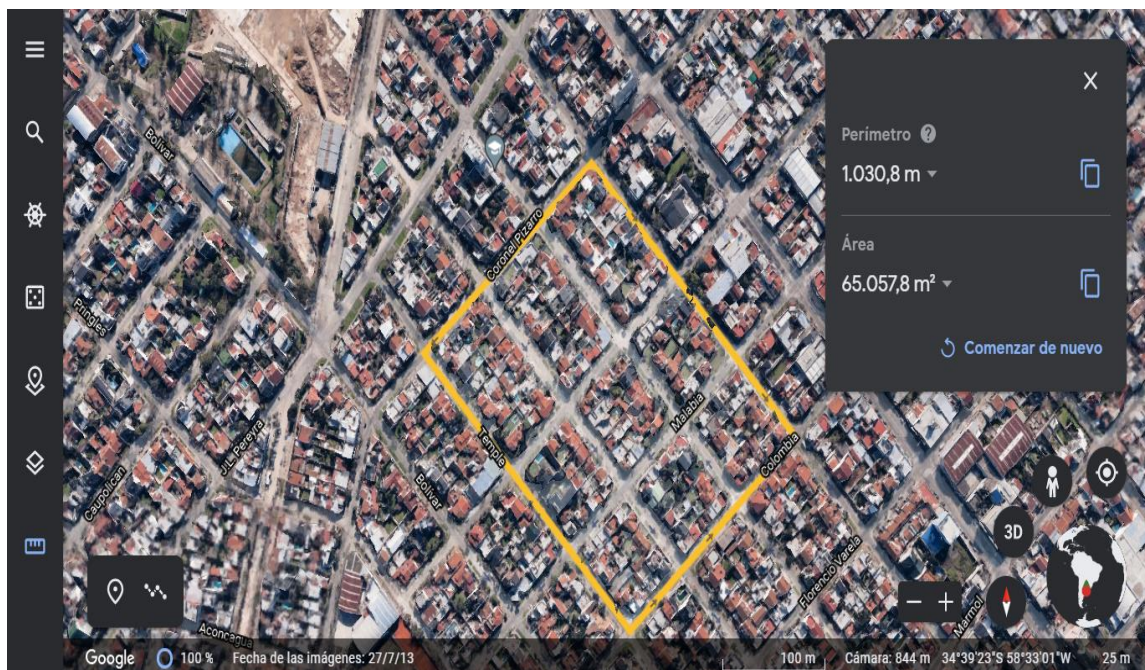 Perímetro ?
1.030,8 m
Área
65.057,8 m²
Comenzar de nuevo
Bolivar
Coronel Pizarro
Pringles
Malabia
Temple
Colombia
J.L. Pereyra
Bolivar
Caupolican
Florencio Varela
Marmol
Aconcagua
3D
Google
100 %
Fecha de las imágenes: 27/7/13
100 m
Cámara: 844 m
34°39'23"S 58°33'01"W
25 m